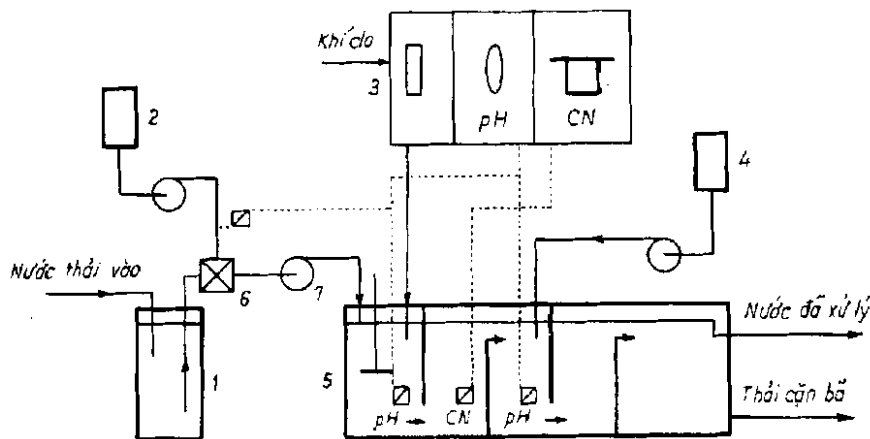 Khí clo
3
pH
CN
2
4
Nước thải vào
6
7
Nước đã xử lý
1
5
pH
CN
pH
Thải cặn bã